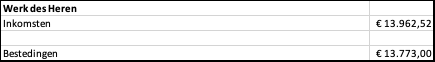 Werk des Heren
Inkomsten € 13.962,52
Bestedingen € 13.773,00